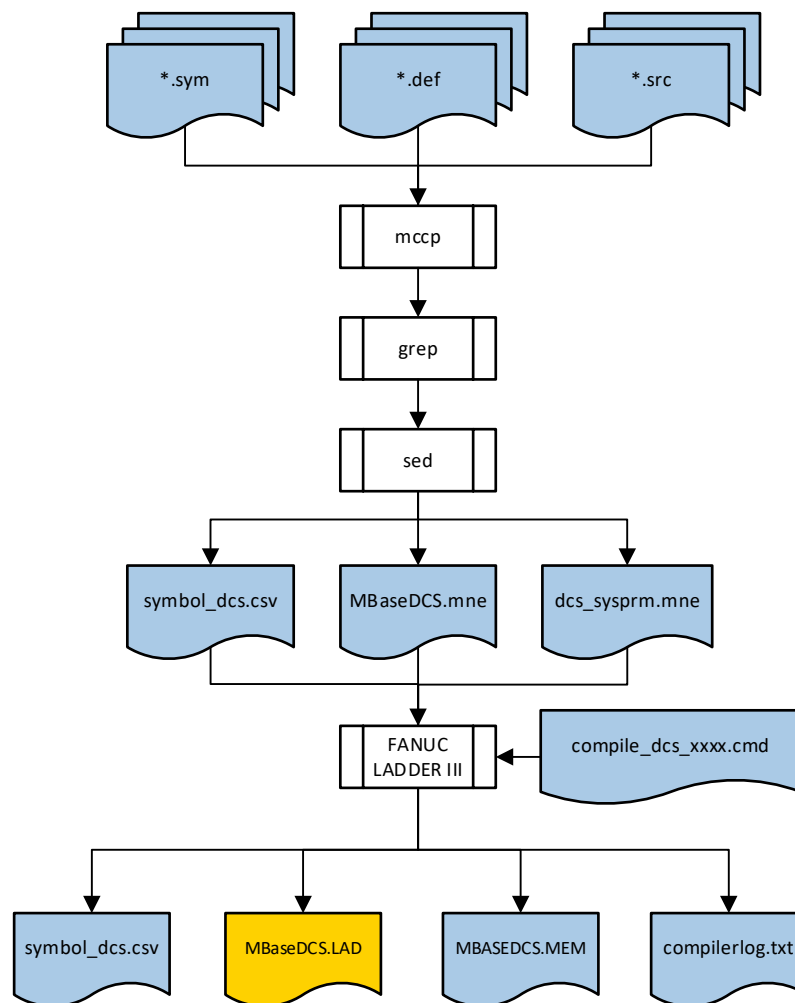 *.sym
*.def
*.src
mccp
grep
sed
symbol_dcs.csv
MBaseDCS.mne
dcs_sysprm.mne
FANUC
LADDER III
compile_dcs_xxxx.cmd
symbol_dcs.csv
MBaseDCS.LAD
MBASEDCS.MEM
compilerlog.txt